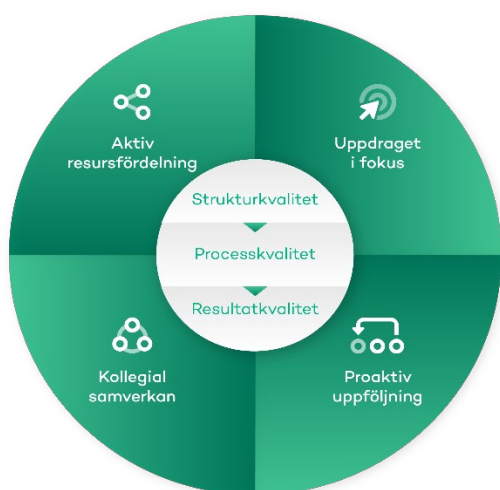 Aktiv
resursfördelning
Uppdraget
i fokus
Strukturkvalitet
Processkvalitet
Resultatkvalitet
Kollegial
samverkan
Proaktiv
uppföljning